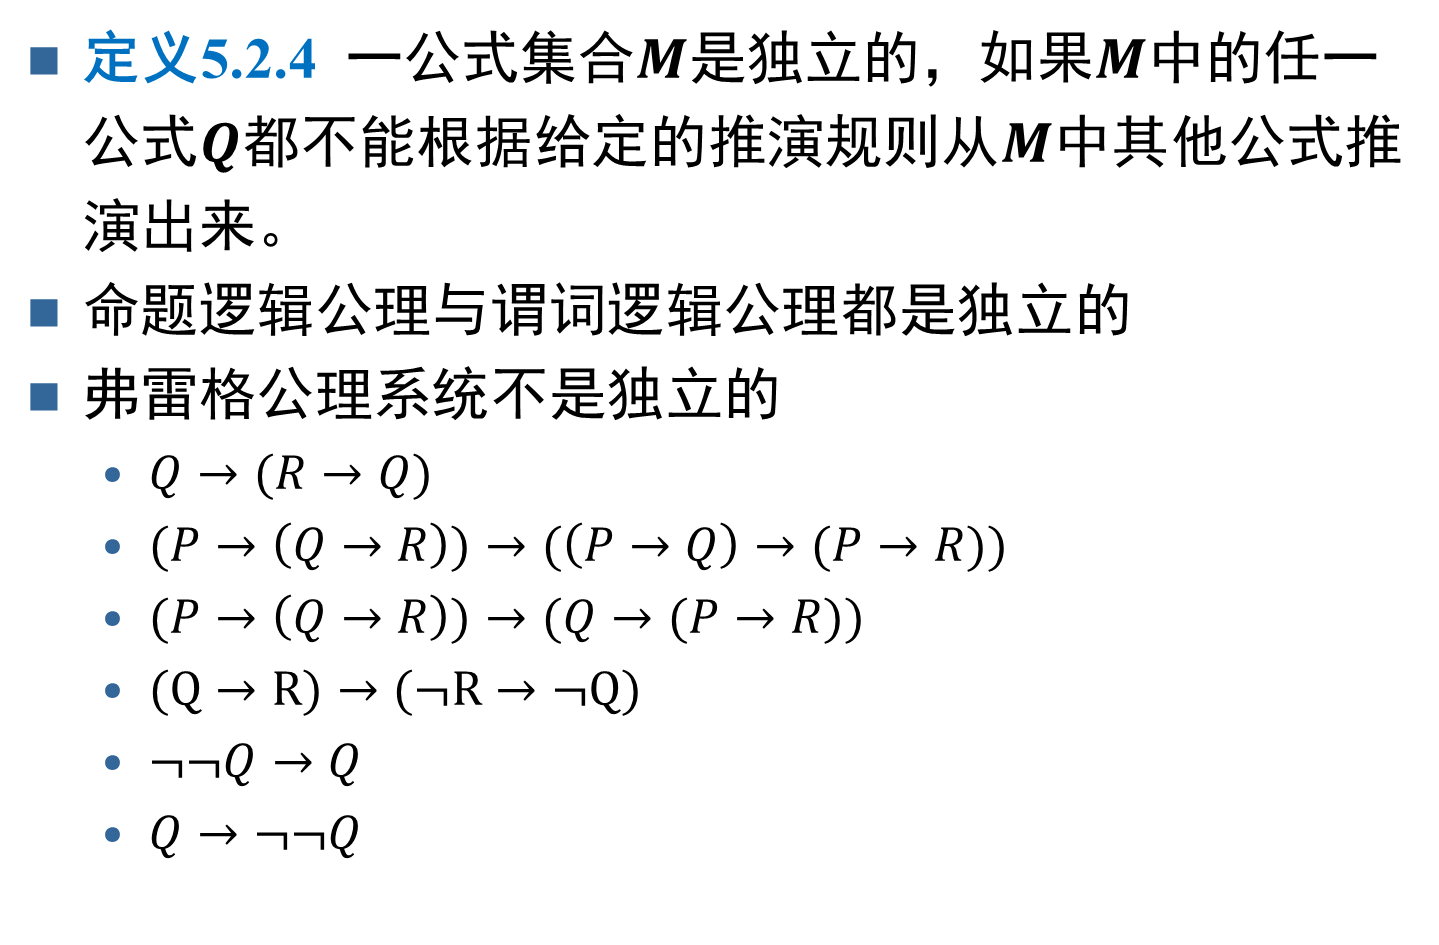 定义5.2.4 一公式集合M是独立的，如果M中的任一
公式Q都不能根据给定的推演规则从M中其他公式推
演出来。
命题逻辑公理与谓词逻辑公理都是独立的
弗雷格公理系统不是独立的
Q → (R → Q)
(P → (Q → R)) → ((P → Q) → (P → R))
(P → (Q → R)) → (Q → (P → R))
(Q → R) → (¬R → ¬Q)
¬¬Q → Q
Q → ¬¬Q